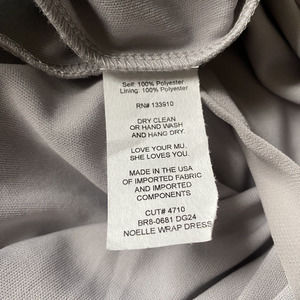 Self: 100% Polyester
Lining: 100% Polyester
RN# 133910
DRY CLEAN
OR HAND WASH
AND HANG DRY.
LOVE YOUR MU.
SHE LOVES YOU.
MADE IN THE USA
OF IMPORTED FABRIC
AND IMPORTED
COMPONENTS
CUT# 4710
BR8-0681 DG24
NOELLE WRAP DRESS